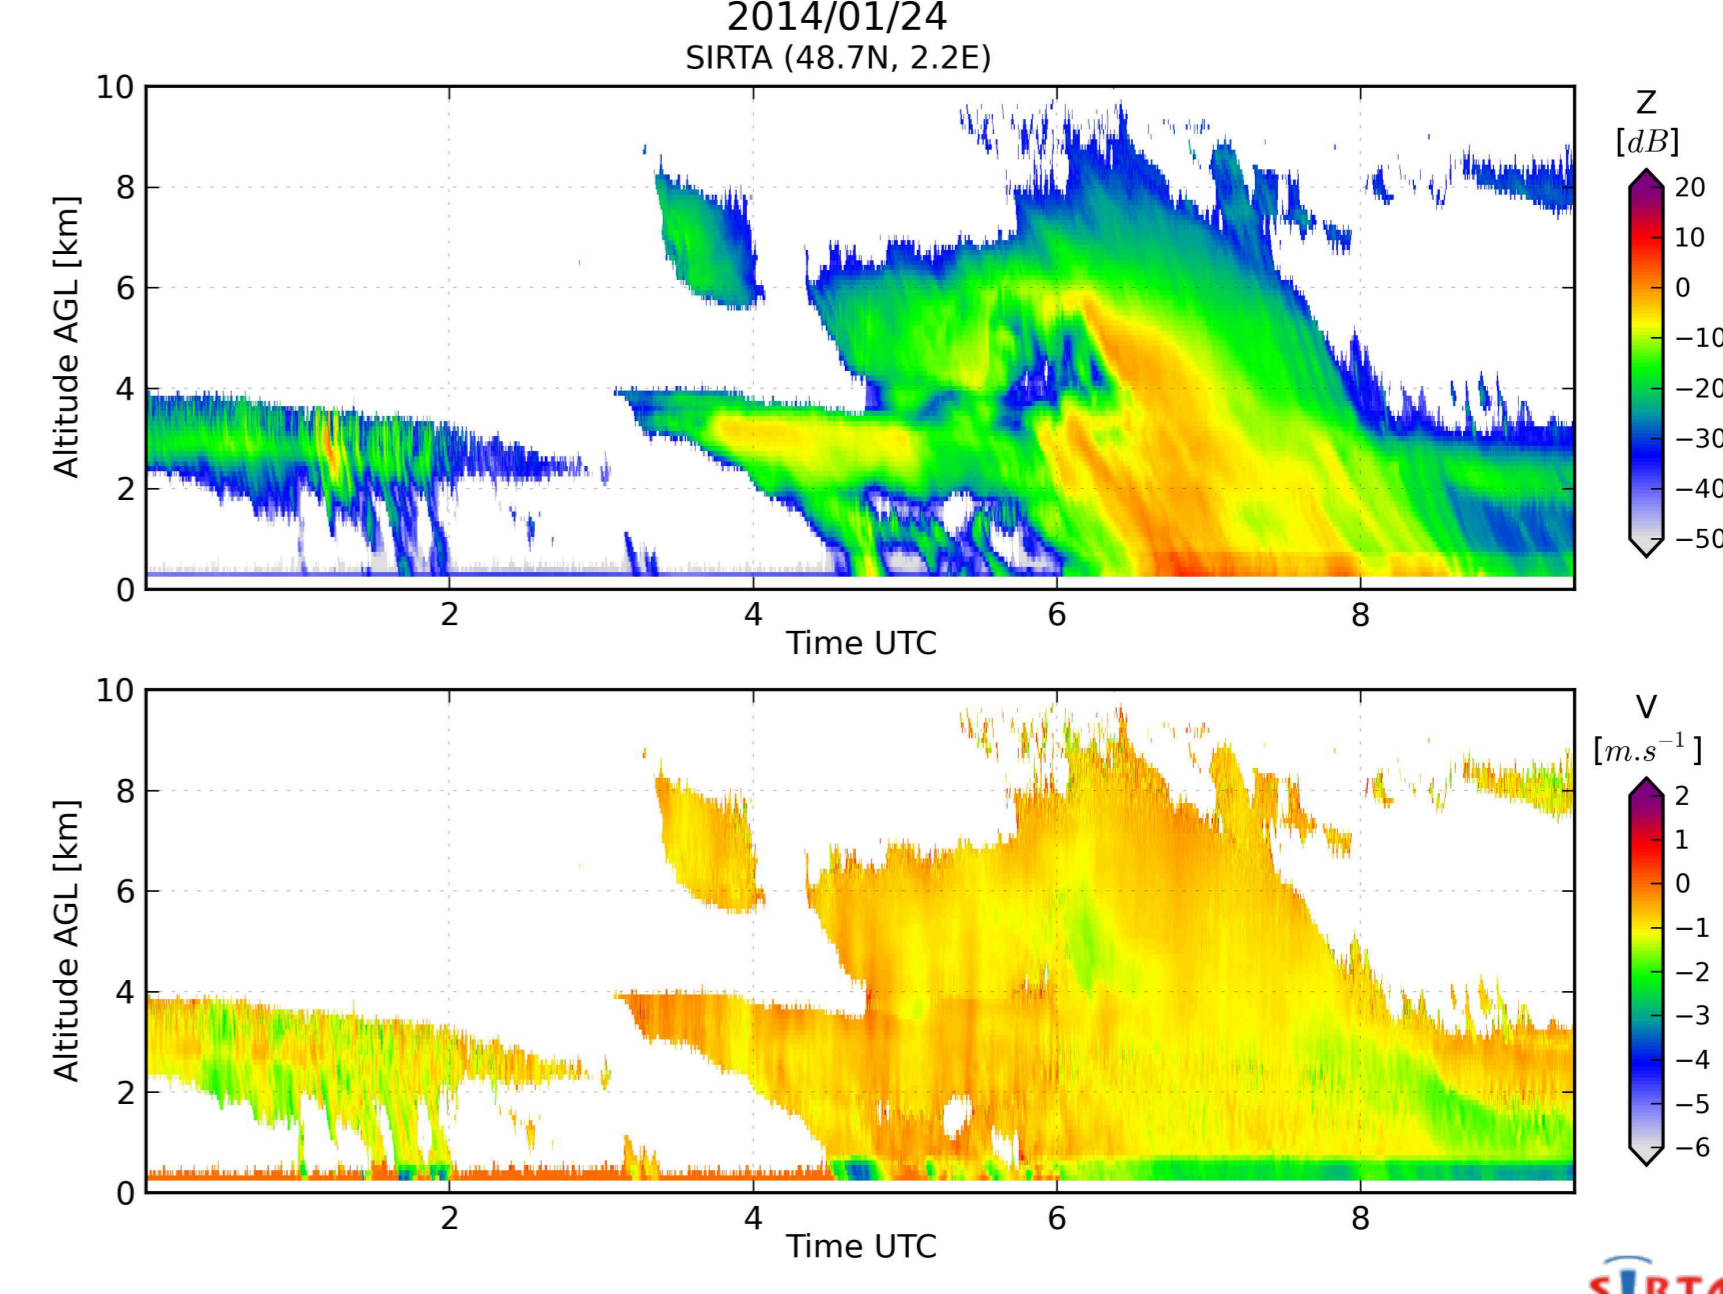 2014/01/24
SIRTA (48.7N, 2.2E)
Z
[dB]
Altitude AGL [km]
10
8
6
4
2
0
2 4 6 8
Time UTC
20
10
0
−10
−20
−30
−40
−50
V
[m.s⁻¹]
Altitude AGL [km]
10
8
6
4
2
0
2 4 6 8
Time UTC
2
1
0
−1
−2
−3
−4
−5
−6
SIRTA